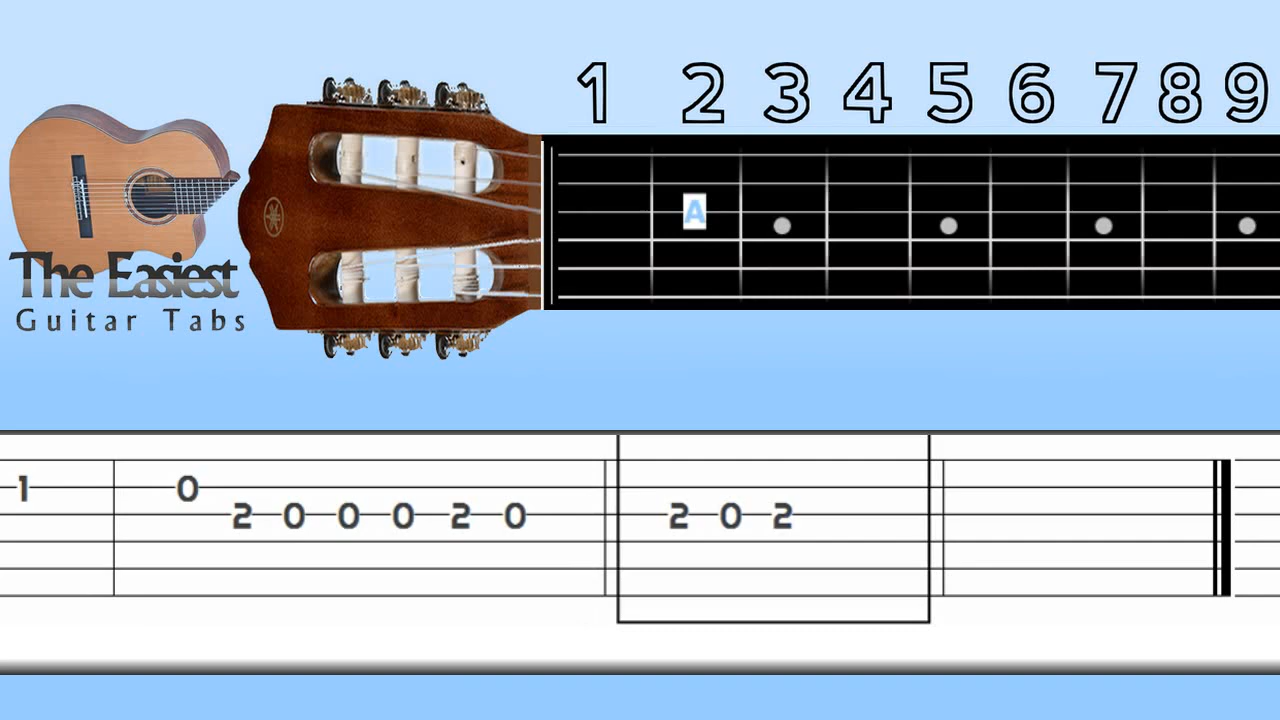 1 2 3 4 5 6 7 8 9
A
The Easiest
Guitar Tabs
1 0
2 0 0 0 2 0 2 0 2